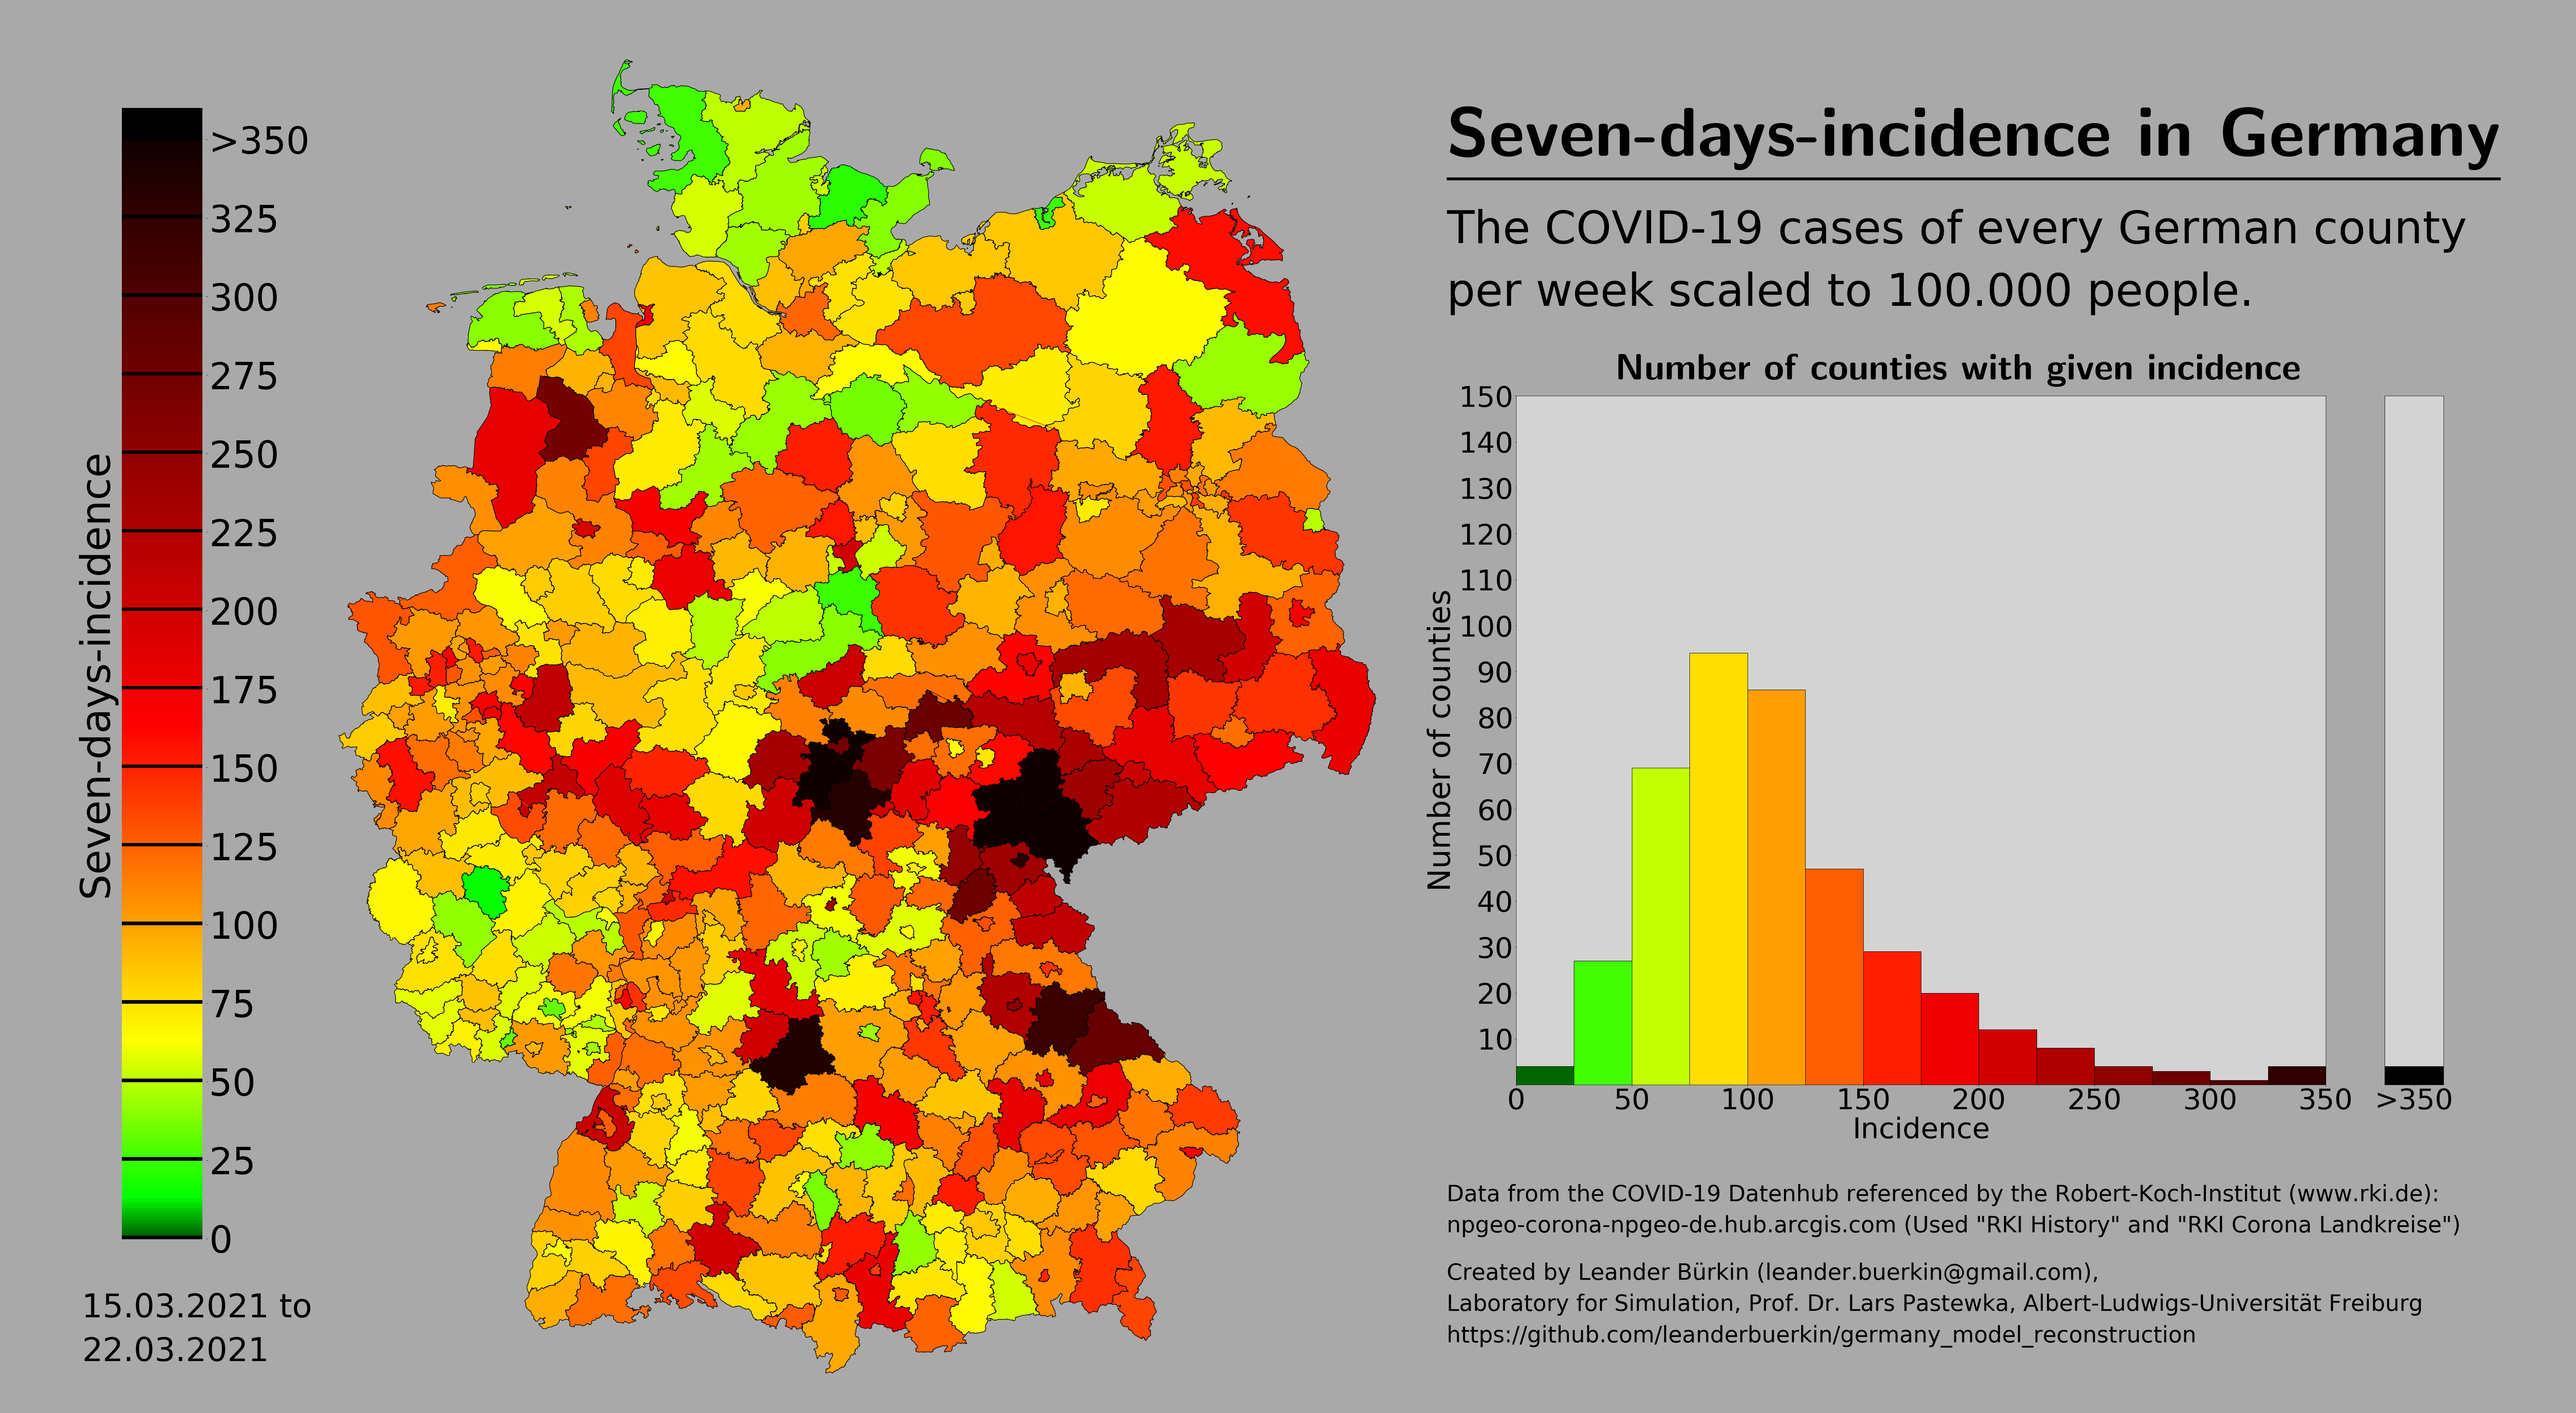 Seven-days-incidence in Germany
The COVID-19 cases of every German county
per week scaled to 100.000 people.
>350
325
300
275
250
225
200
175
150
125
100
75
50
25
0
Seven-days-incidence
15.03.2021 to
22.03.2021
Number of counties with given incidence
150
140
130
120
110
100
90
80
70
60
50
40
30
20
10
Number of counties
0 50 100 150 200 250 300 350 >350
Incidence
Data from the COVID-19 Datenhub referenced by the Robert-Koch-Institut (www.rki.de):
npgeo-corona-npgeo-de.hub.arcgis.com (Used "RKI History" and "RKI Corona Landkreise")
Created by Leander Bürkin (leander.buerkin@gmail.com),
Laboratory for Simulation, Prof. Dr. Lars Pastewka, Albert-Ludwigs-Universität Freiburg
https://github.com/leanderbuerkin/germany_model_reconstruction